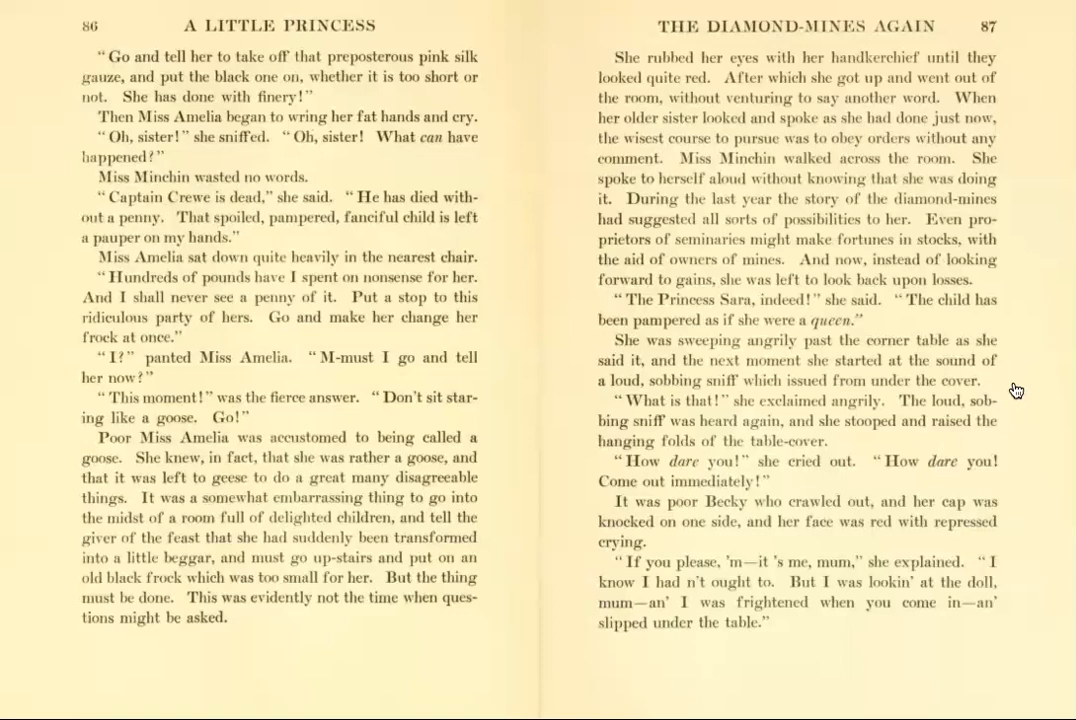 86 A LITTLE PRINCESS
“Go and tell her to take off that preposterous pink silk
gauze, and put the black one on, whether it is too short or
not. She has done with finery!”
Then Miss Amelia began to wring her fat hands and cry.
“Oh, sister!” she sniffed. “Oh, sister! What can have
happened?”
Miss Minchin wasted no words.
“Captain Crewe is dead,” she said. “He has died with-
out a penny. That spoiled, pampered, fanciful child is left
a pauper on my hands.”
Miss Amelia sat down quite heavily in the nearest chair.
“Hundreds of pounds have I spent on nonsense for her.
And I shall never see a penny of it. Put a stop to this
ridiculous party of hers. Go and make her change her
frock at once.”
“I?” panted Miss Amelia. “M-must I go and tell
her now?”
“This moment!” was the fierce answer. “Don't sit star-
ing like a goose. Go!”
Poor Miss Amelia was accustomed to being called a
goose. She knew, in fact, that she was rather a goose, and
that it was left to geese to do a great many disagreeable
things. It was a somewhat embarrassing thing to go into
the midst of a room full of delighted children, and tell the
giver of the feast that she had suddenly been transformed
into a little beggar, and must go up-stairs and put on an
old black frock which was too small for her. But the thing
must be done. This was evidently not the time when ques-
tions might be asked.
THE DIAMOND-MINES AGAIN 87
She rubbed her eyes with her handkerchief until they
looked quite red. After which she got up and went out of
the room, without venturing to say another word. When
her older sister looked and spoke as she had done just now,
the wisest course to pursue was to obey orders without any
comment. Miss Minchin walked across the room. She
spoke to herself aloud without knowing that she was doing
it. During the last year the story of the diamond-mines
had suggested all sorts of possibilities to her. Even pro-
prietors of seminaries might make fortunes in stocks, with
the aid of owners of mines. And now, instead of looking
forward to gains, she was left to look back upon losses.
“The Princess Sara, indeed!” she said. “The child has
been pampered as if she were a queen.”
She was sweeping angrily past the corner table as she
said it, and the next moment she started at the sound of
a loud, sobbing sniff which issued from under the cover.
“What is that!” she exclaimed angrily. The loud, sob-
bing sniff was heard again, and she stooped and raised the
hanging folds of the table-cover.
“How dare you!” she cried out. “How dare you!
Come out immediately!”
It was poor Becky who crawled out, and her cap was
knocked on one side, and her face was red with repressed
crying.
“If you please, 'm—it 's me, mum,” she explained. “I
know I had n't ought to. But I was lookin' at the doll,
mum—an' I was frightened when you come in—an'
slipped under the table.”